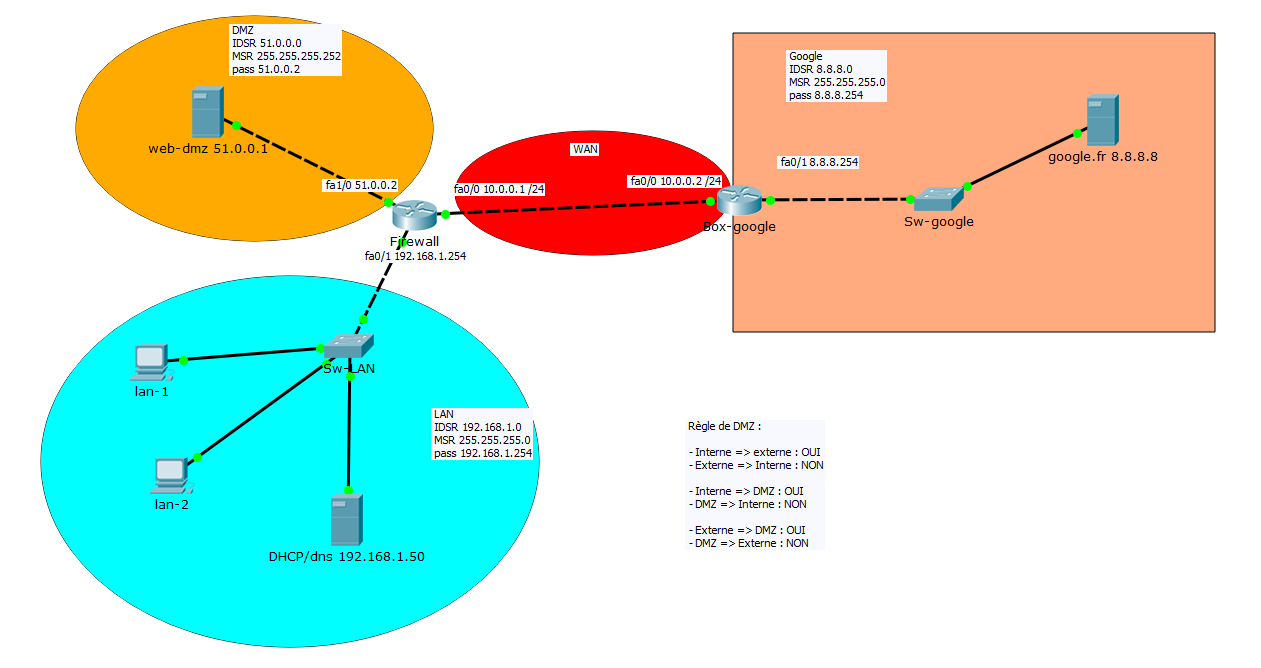 DMZ
IDSR 51.0.0.0
MSR 255.255.255.252
pass 51.0.0.2
web-dmz 51.0.0.1
fa1/0 51.0.0.2
Firewall
fa0/1 192.168.1.254
WAN
fa0/0 10.0.0.1 /24
fa0/0 10.0.0.2 /24
Box-google
Google
IDSR 8.8.8.0
MSR 255.255.255.0
pass 8.8.8.254
fa0/1 8.8.8.254
Sw-google
google.fr 8.8.8.8
Sw-LAN
lan-1
lan-2
DHCP/dns 192.168.1.50
LAN
IDSR 192.168.1.0
MSR 255.255.255.0
pass 192.168.1.254
Règle de DMZ :
- Interne => externe : OUI
- Externe => Interne : NON
- Interne => DMZ : OUI
- DMZ => Interne : NON
- Externe => DMZ : OUI
- DMZ => Externe : NON